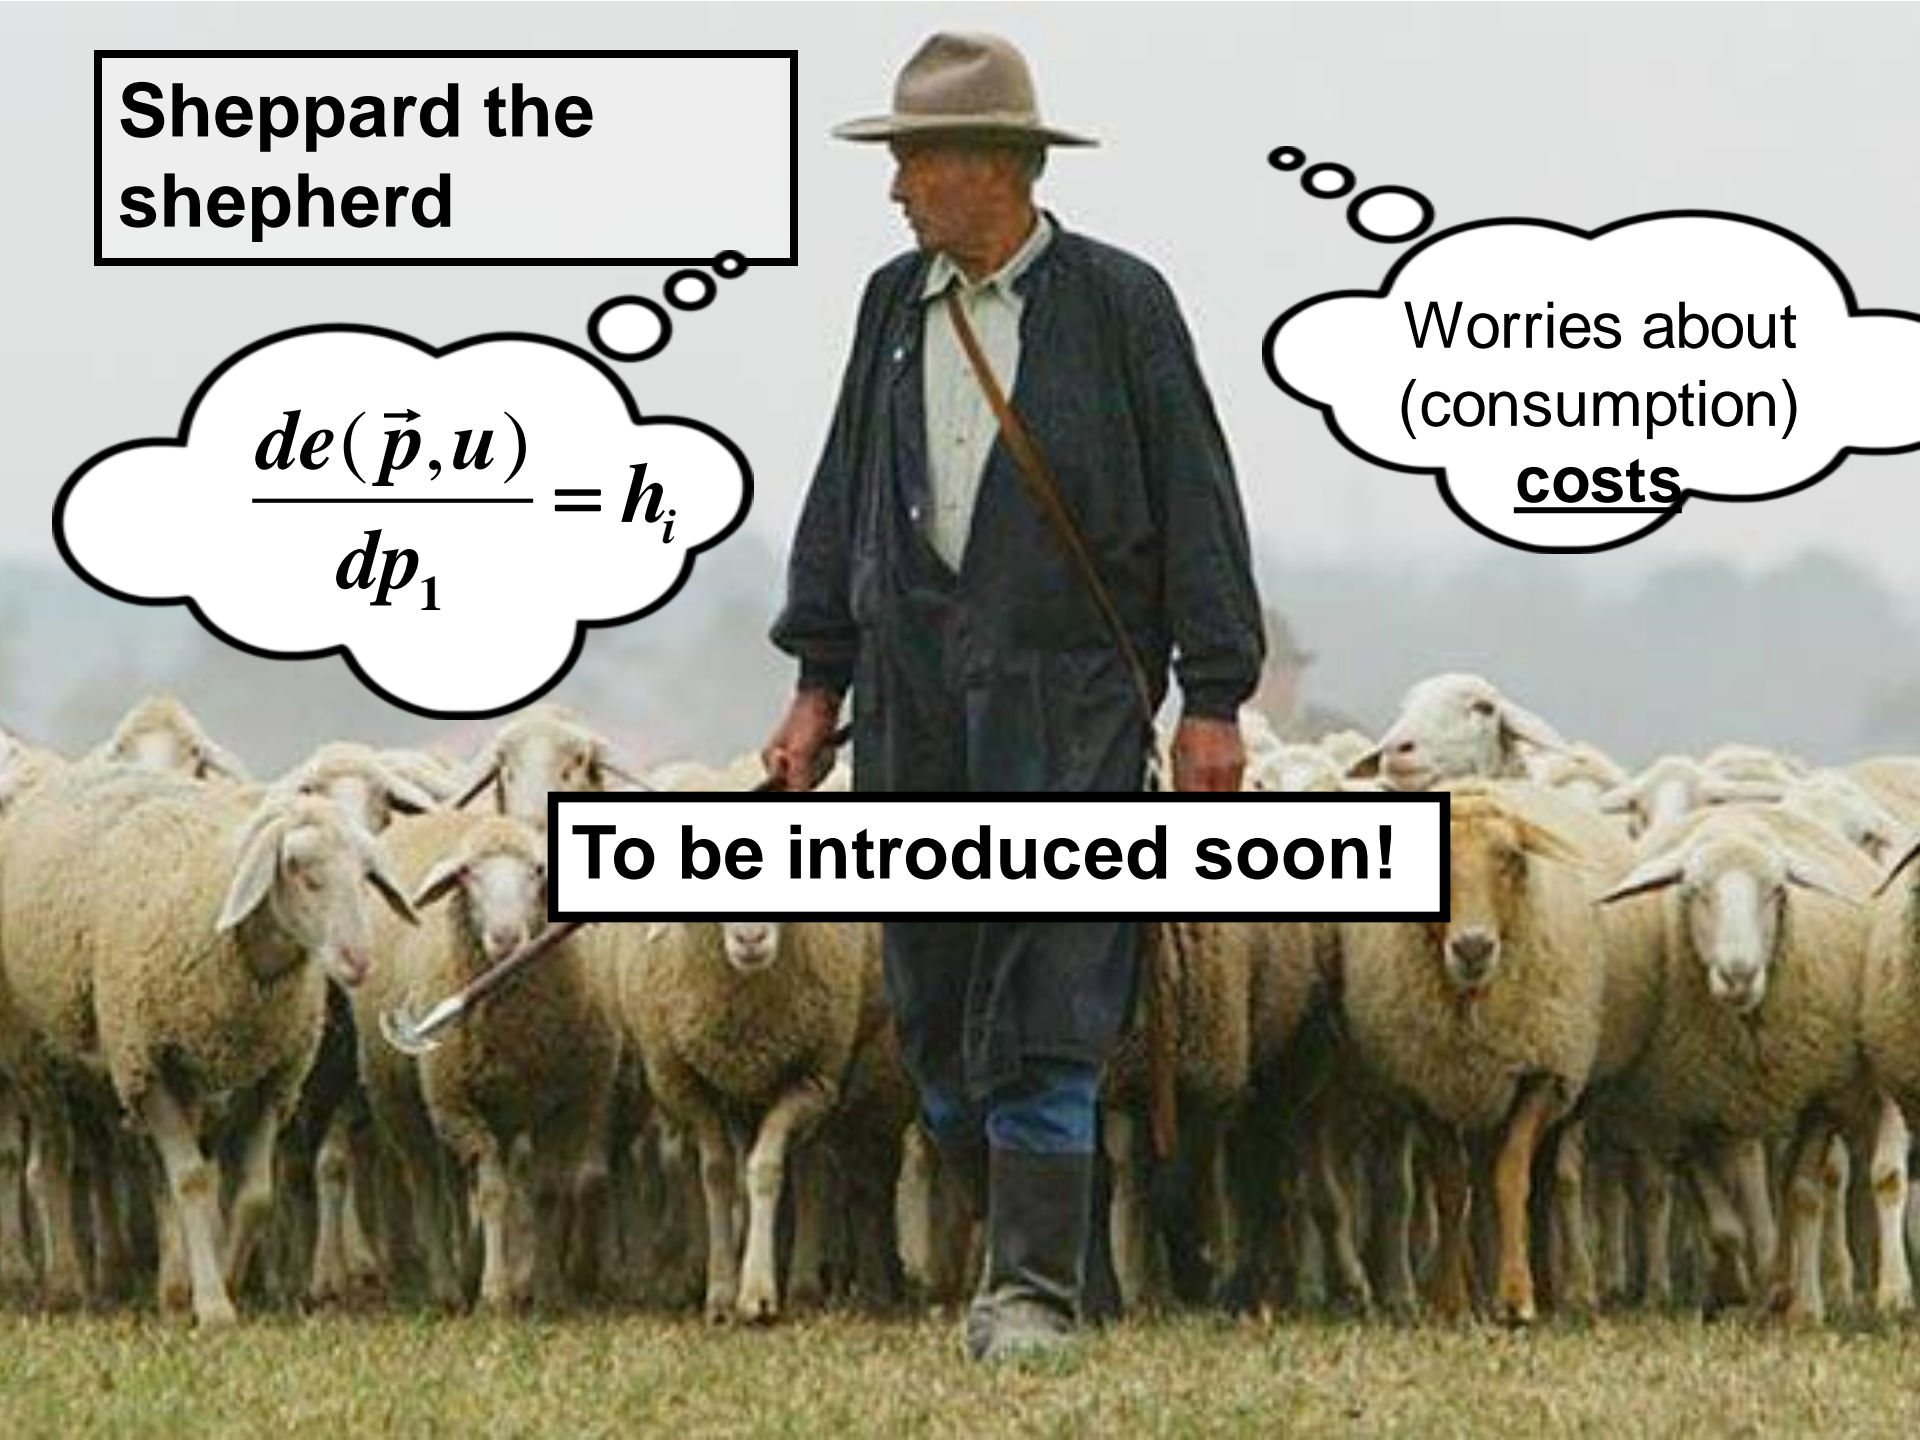 Sheppard the
shepherd
de(p⃗,u)
dp₁
= hᵢ
Worries about
(consumption)
costs
To be introduced soon!